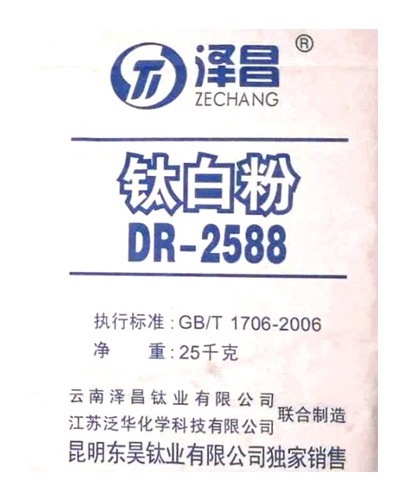 泽昌®
ZECHANG
钛白粉
DR-2588
执行标准:GB/T 1706-2006
净 重:25千克
云南泽昌钛业有限公司
江苏泛华化学科技有限公司
联合制造
昆明东昊钛业有限公司独家销售